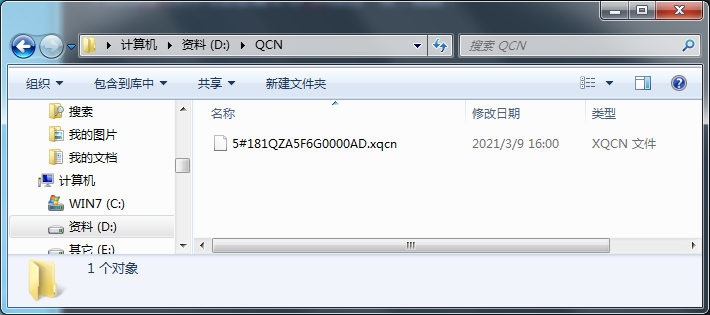 计算机 资料 (D:) QCN
搜索 QCN
组织 包含到库中 共享 新建文件夹
搜索
我的图片
我的文档
计算机
WIN7 (C:)
资料 (D:)
其它 (E:)
名称 修改日期 类型
5#181QZA5F6G0000AD.xqcn 2021/3/9 16:00 XQCN 文件
1 个对象